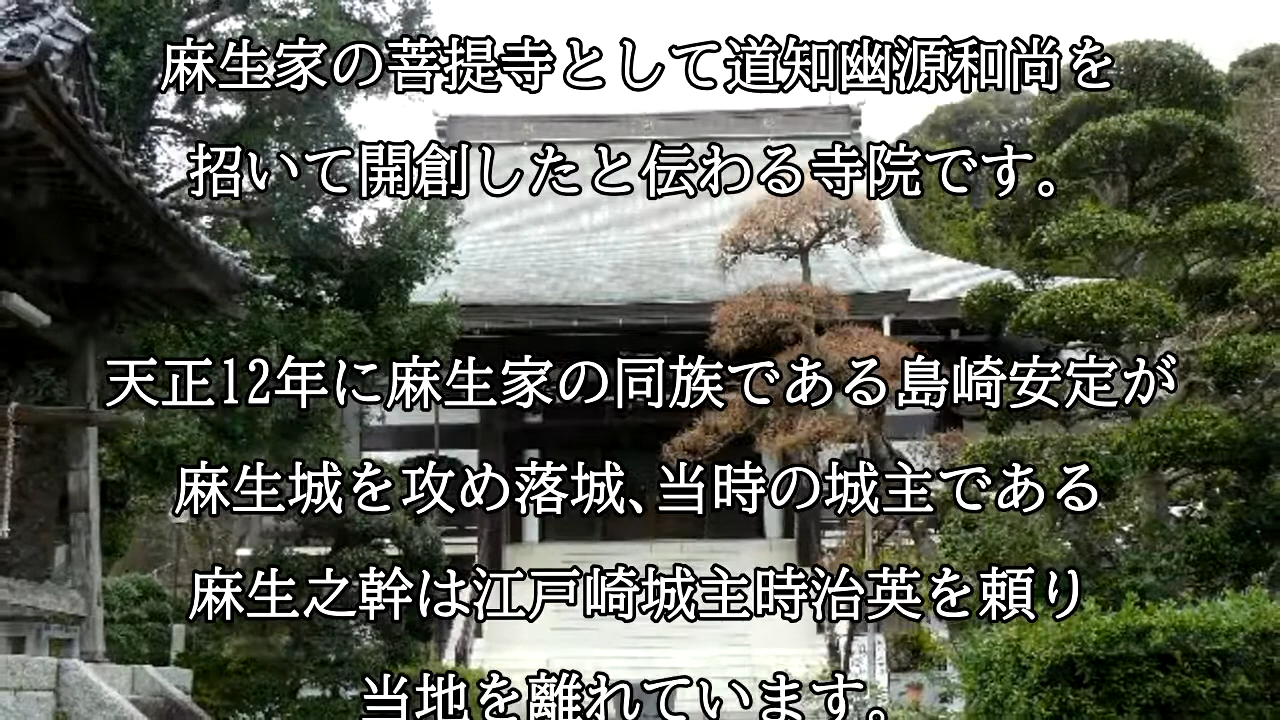 麻生家の菩提寺として道知幽源和尚を
招いて開創したと伝わる寺院です。
天正12年に麻生家の同族である島崎安定が
麻生城を攻め落城、当時の城主である
麻生之幹は江戸崎城主時治英を頼り
当地を離れています。